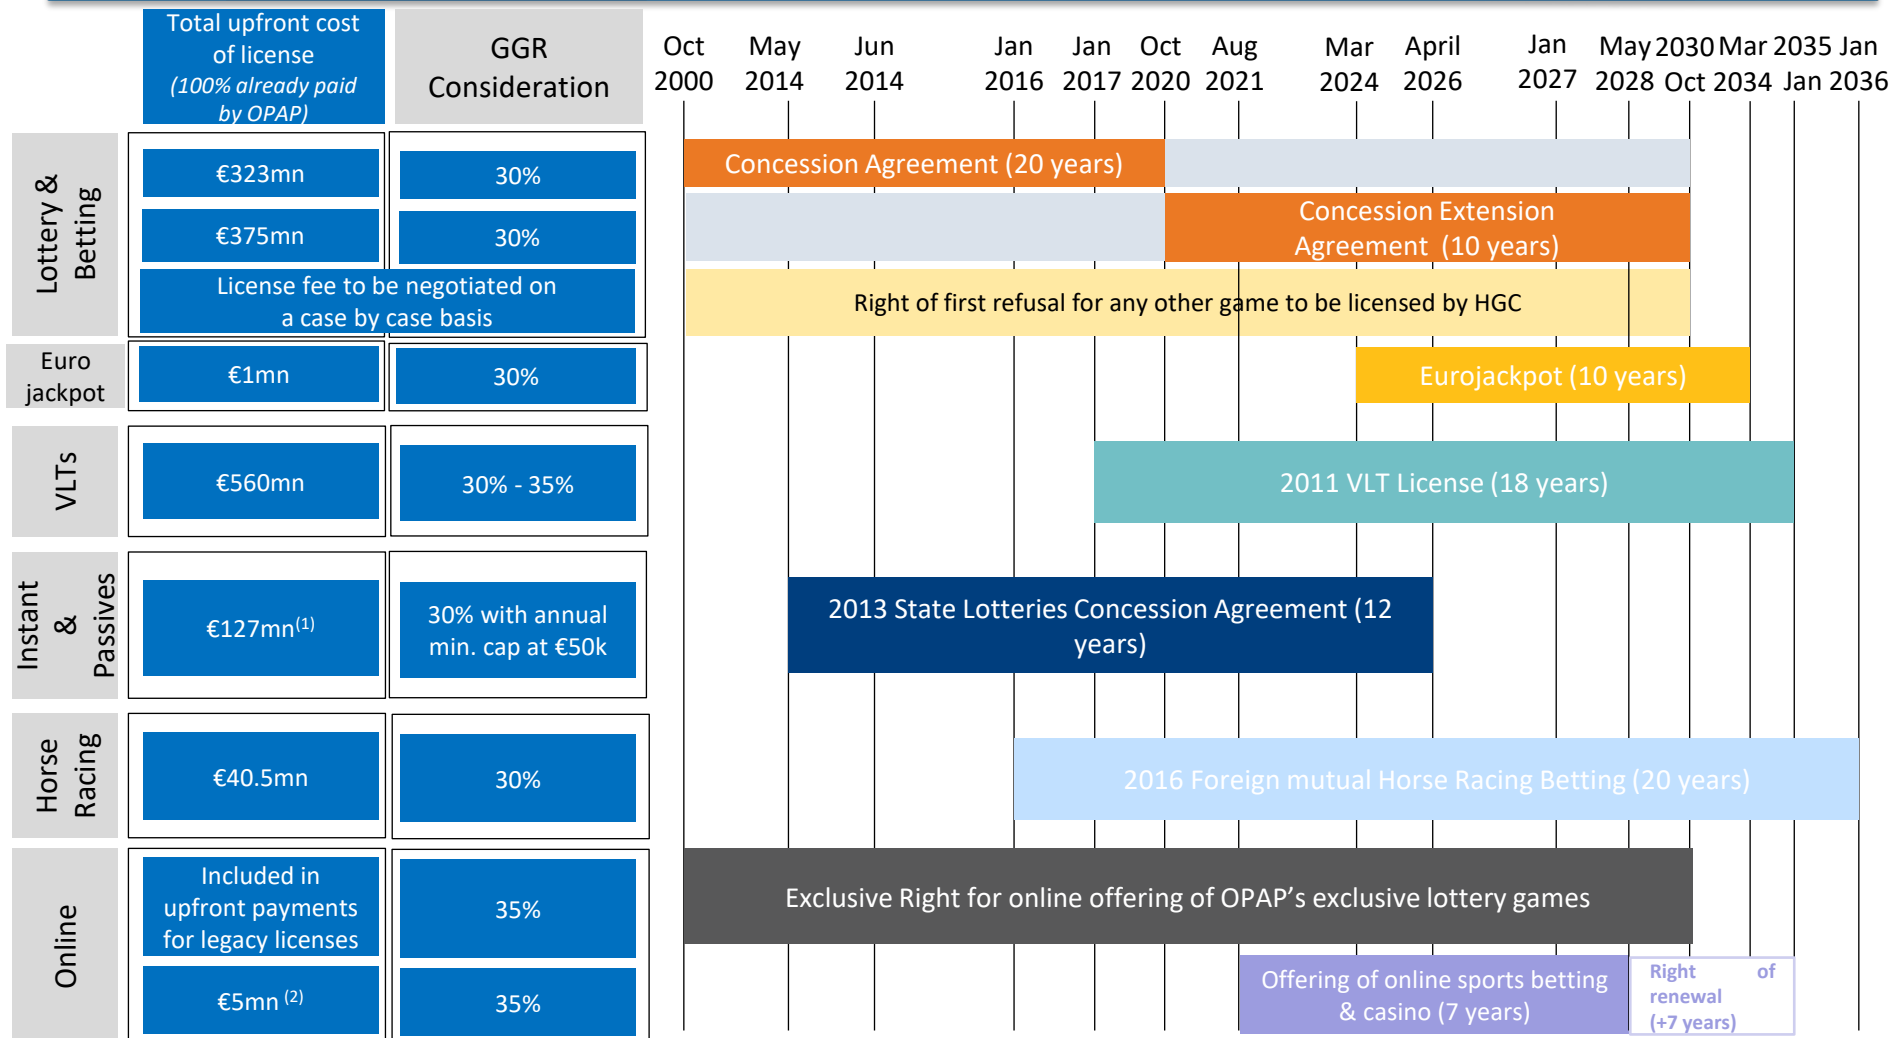 Total upfront cost
of license
(100% already paid
by OPAP)
GGR
Consideration
Oct
2000
May
2014
Jun
2014
Jan
2016
Jan
2017
Oct
2020
Aug
2021
Mar
2024
April
2026
Jan
2027
May
2028
2030
Oct
Mar
2034
2035
Jan
Jan
2036
Lottery &
Betting
€323mn
30%
Concession Agreement (20 years)
€375mn
30%
Concession Extension
Agreement (10 years)
License fee to be negotiated on
a case by case basis
Right of first refusal for any other game to be licensed by HGC
Euro
jackpot
€1mn
30%
Eurojackpot (10 years)
VLTs
€560mn
30% - 35%
2011 VLT License (18 years)
Instant
&
Passives
€127mn(1)
30% with annual
min. cap at €50k
2013 State Lotteries Concession Agreement (12
years)
Horse
Racing
€40.5mn
30%
2016 Foreign mutual Horse Racing Betting (20 years)
Online
Included in
upfront payments
for legacy licenses
35%
Exclusive Right for online offering of OPAP’s exclusive lottery games
€5mn (2)
35%
Offering of online sports betting
& casino (7 years)
Right of
renewal
(+7 years)